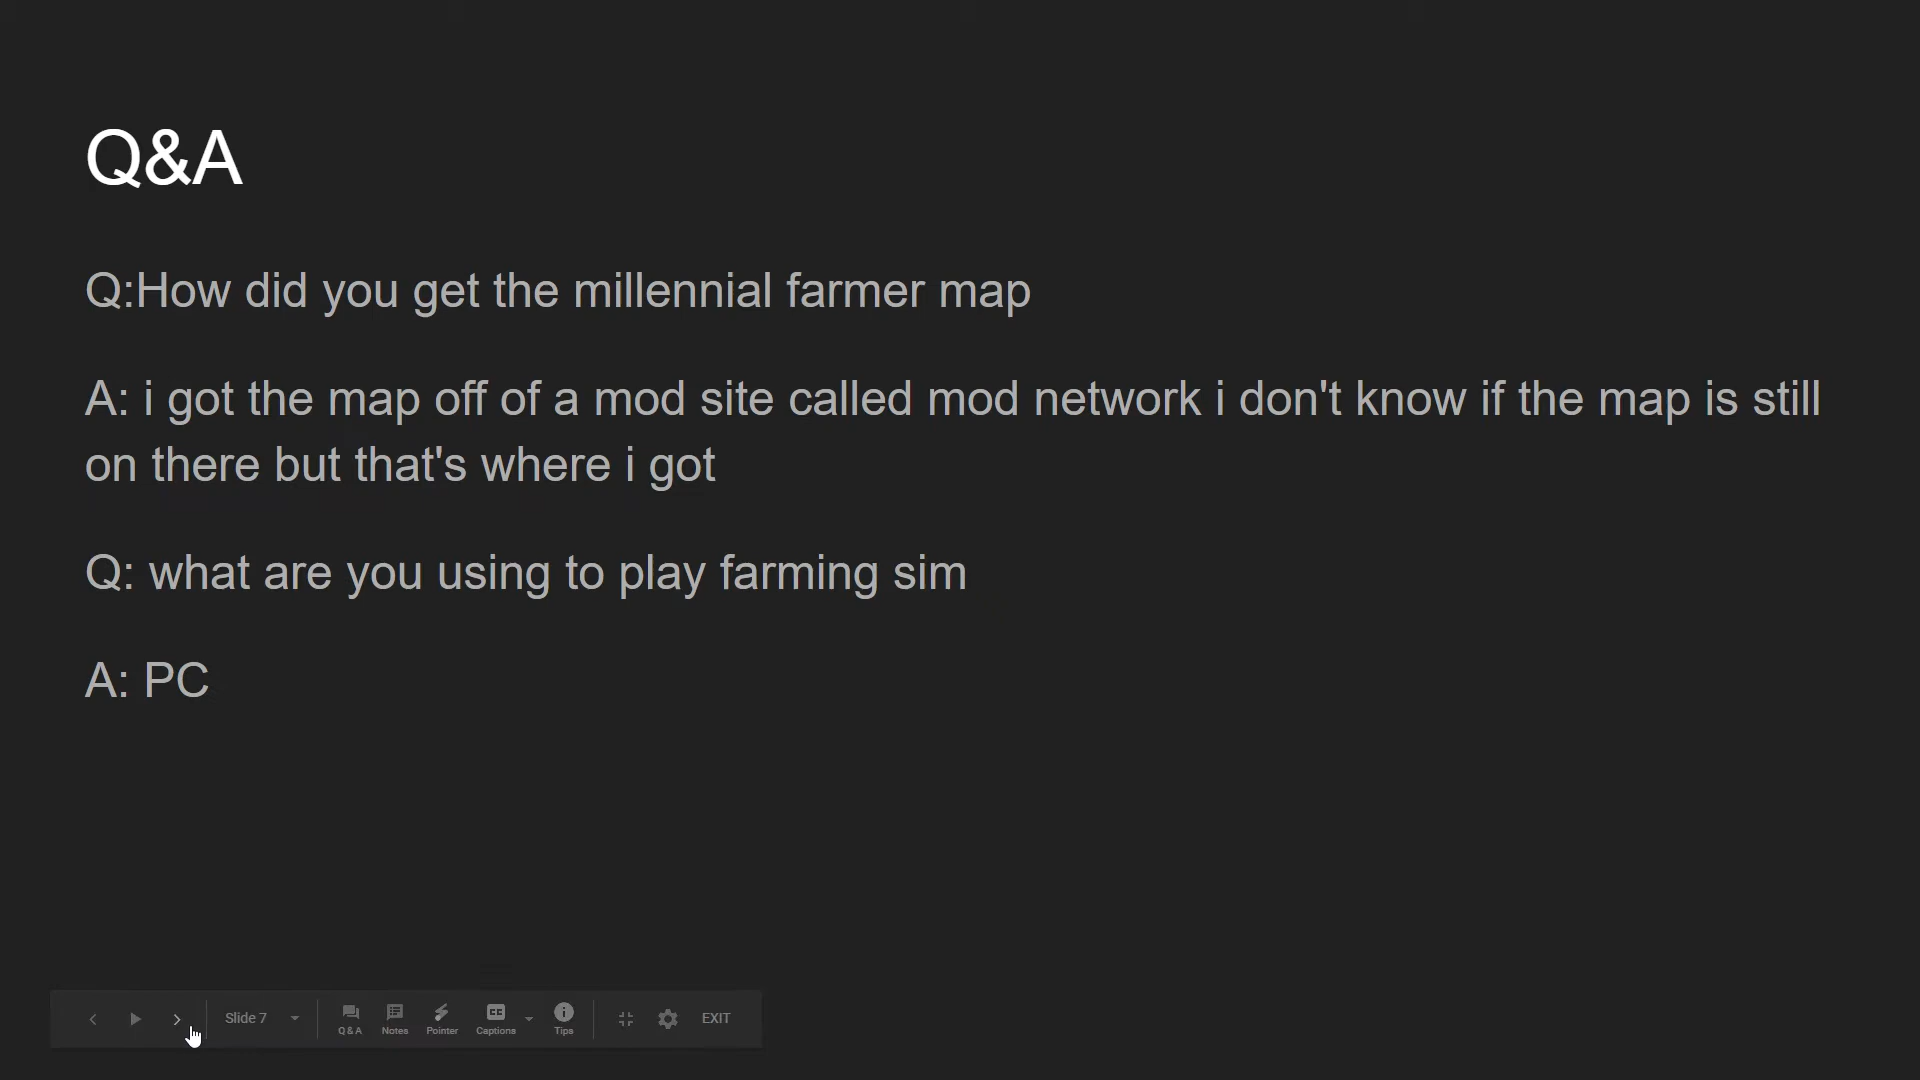 Q&A
Q:How did you get the millennial farmer map
A: i got the map off of a mod site called mod network i don't know if the map is still
on there but that's where i got
Q: what are you using to play farming sim
A: PC
Slide 7
Q&A
Notes
Pointer
Captions
Tips
EXIT